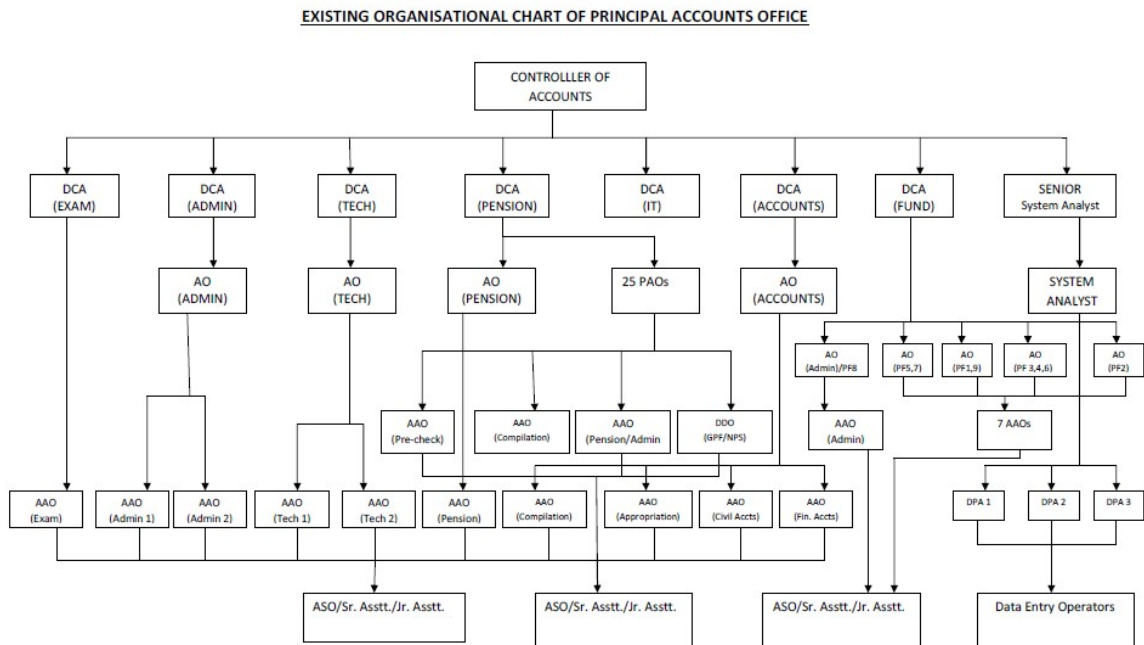 EXISTING ORGANISATIONAL CHART OF PRINCIPAL ACCOUNTS OFFICE
CONTROLLLER OF
ACCOUNTS
DCA
(EXAM)
DCA
(ADMIN)
DCA
(TECH)
DCA
(PENSION)
DCA
(IT)
DCA
(ACCOUNTS)
DCA
(FUND)
SENIOR
System Analyst
AO
(ADMIN)
AO
(TECH)
AO
(PENSION)
25 PAOs
AO
(ACCOUNTS)
SYSTEM
ANALYST
AO
(Admin)/PF8
AO
(PF5,7)
AO
(PF1,9)
AO
(PF 3,4,6)
AO
(PF2)
AAO
(Pre-check)
AAO
(Compilation)
AAO
(Pension/Admin
DDO
(GPF/NPS)
AAO
(Admin)
7 AAOs
AAO
(Exam)
AAO
(Admin 1)
AAO
(Admin 2)
AAO
(Tech 1)
AAO
(Tech 2)
AAO
(Pension)
AAO
(Compilation)
AAO
(Appropriation)
AAO
(Civil Accts)
AAO
(Fin. Accts)
DPA 1
DPA 2
DPA 3
ASO/Sr. Asstt./Jr. Asstt.
ASO/Sr. Asstt./Jr. Asstt.
ASO/Sr. Asstt./Jr. Asstt.
Data Entry Operators